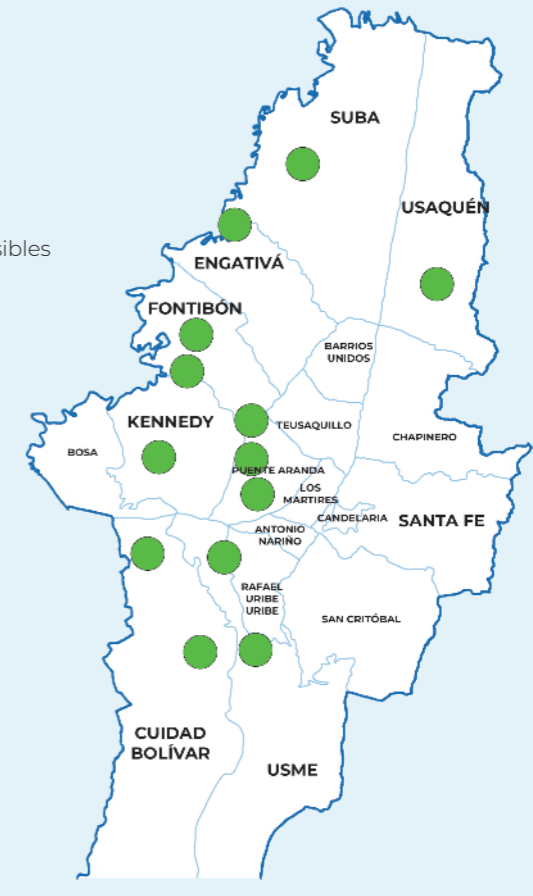 SUBA
USAQUÉN
sibles
ENGATIVÁ
FONTIBÓN
BARRIOS
UNIDOS
KENNEDY
TEUSAQUILLO
CHAPINERO
BOSA
PUENTE ARANDA
LOS
MARTIRES
CANDELARIA
SANTA FE
ANTONIO
NARIÑO
RAFAEL
URIBE
URIBE
SAN CRITÓBAL
CUIDAD
BOLÍVAR
USME